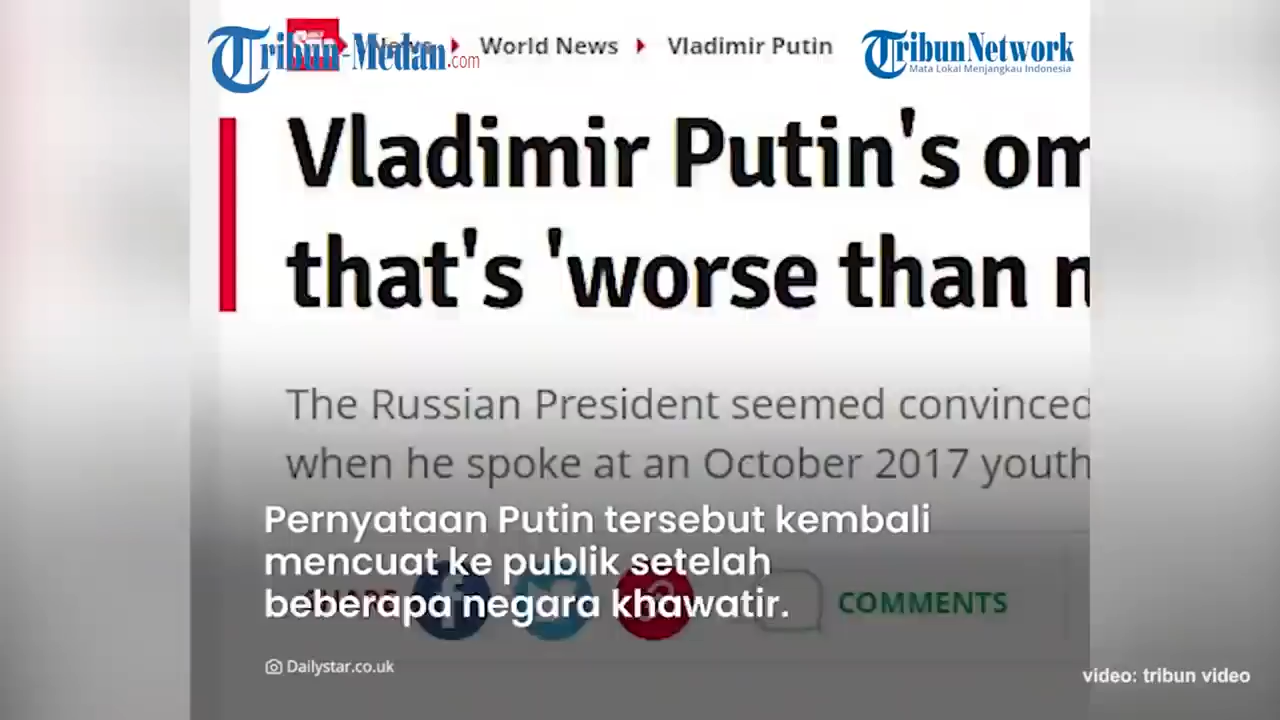 Tribun-Medan.com
News World News Vladimir Putin
TribunNetwork
Mata Lokal Menjangkau Indonesia
Vladimir Putin's om
that's 'worse than n
The Russian President seemed convinced
when he spoke at an October 2017 youth
Pernyataan Putin tersebut kembali
mencuat ke publik setelah
beberapa negara khawatir.
SHARE
COMMENTS
Dailystar.co.uk
video: tribun video